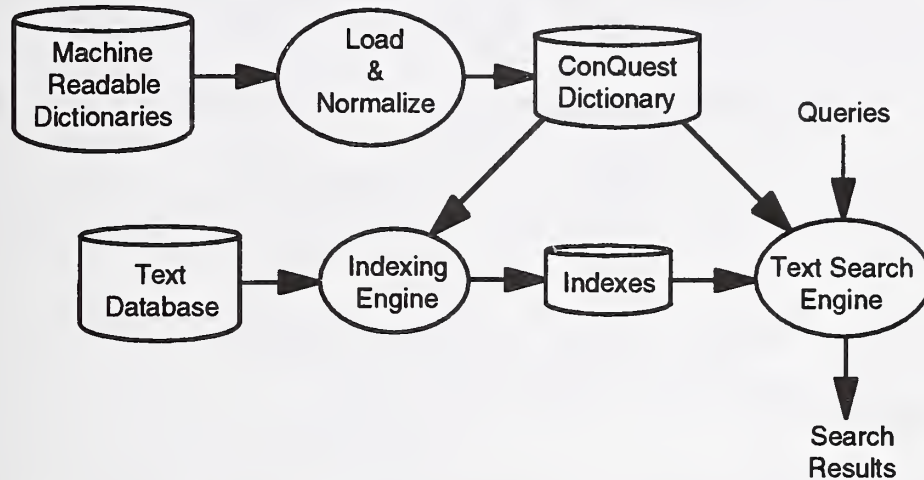 Machine
Readable
Dictionaries
Load
&
Normalize
ConQuest
Dictionary
Queries
Text
Database
Indexing
Engine
Indexes
Text Search
Engine
Search
Results